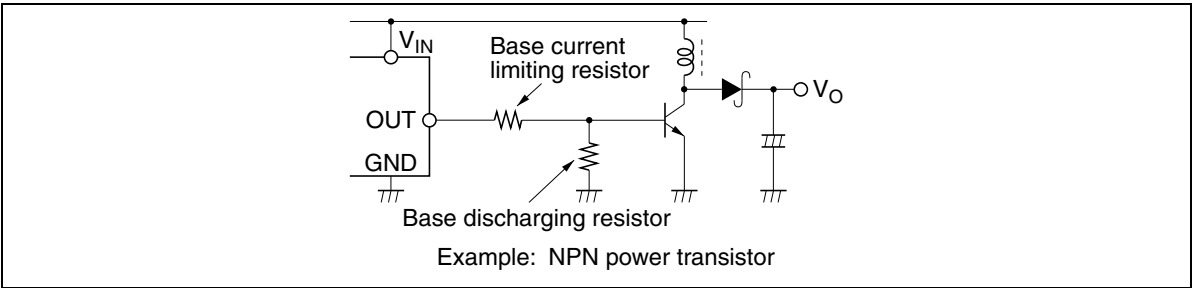 VIN
Base current
limiting resistor
OUT
VO
GND
Base discharging resistor
Example: NPN power transistor